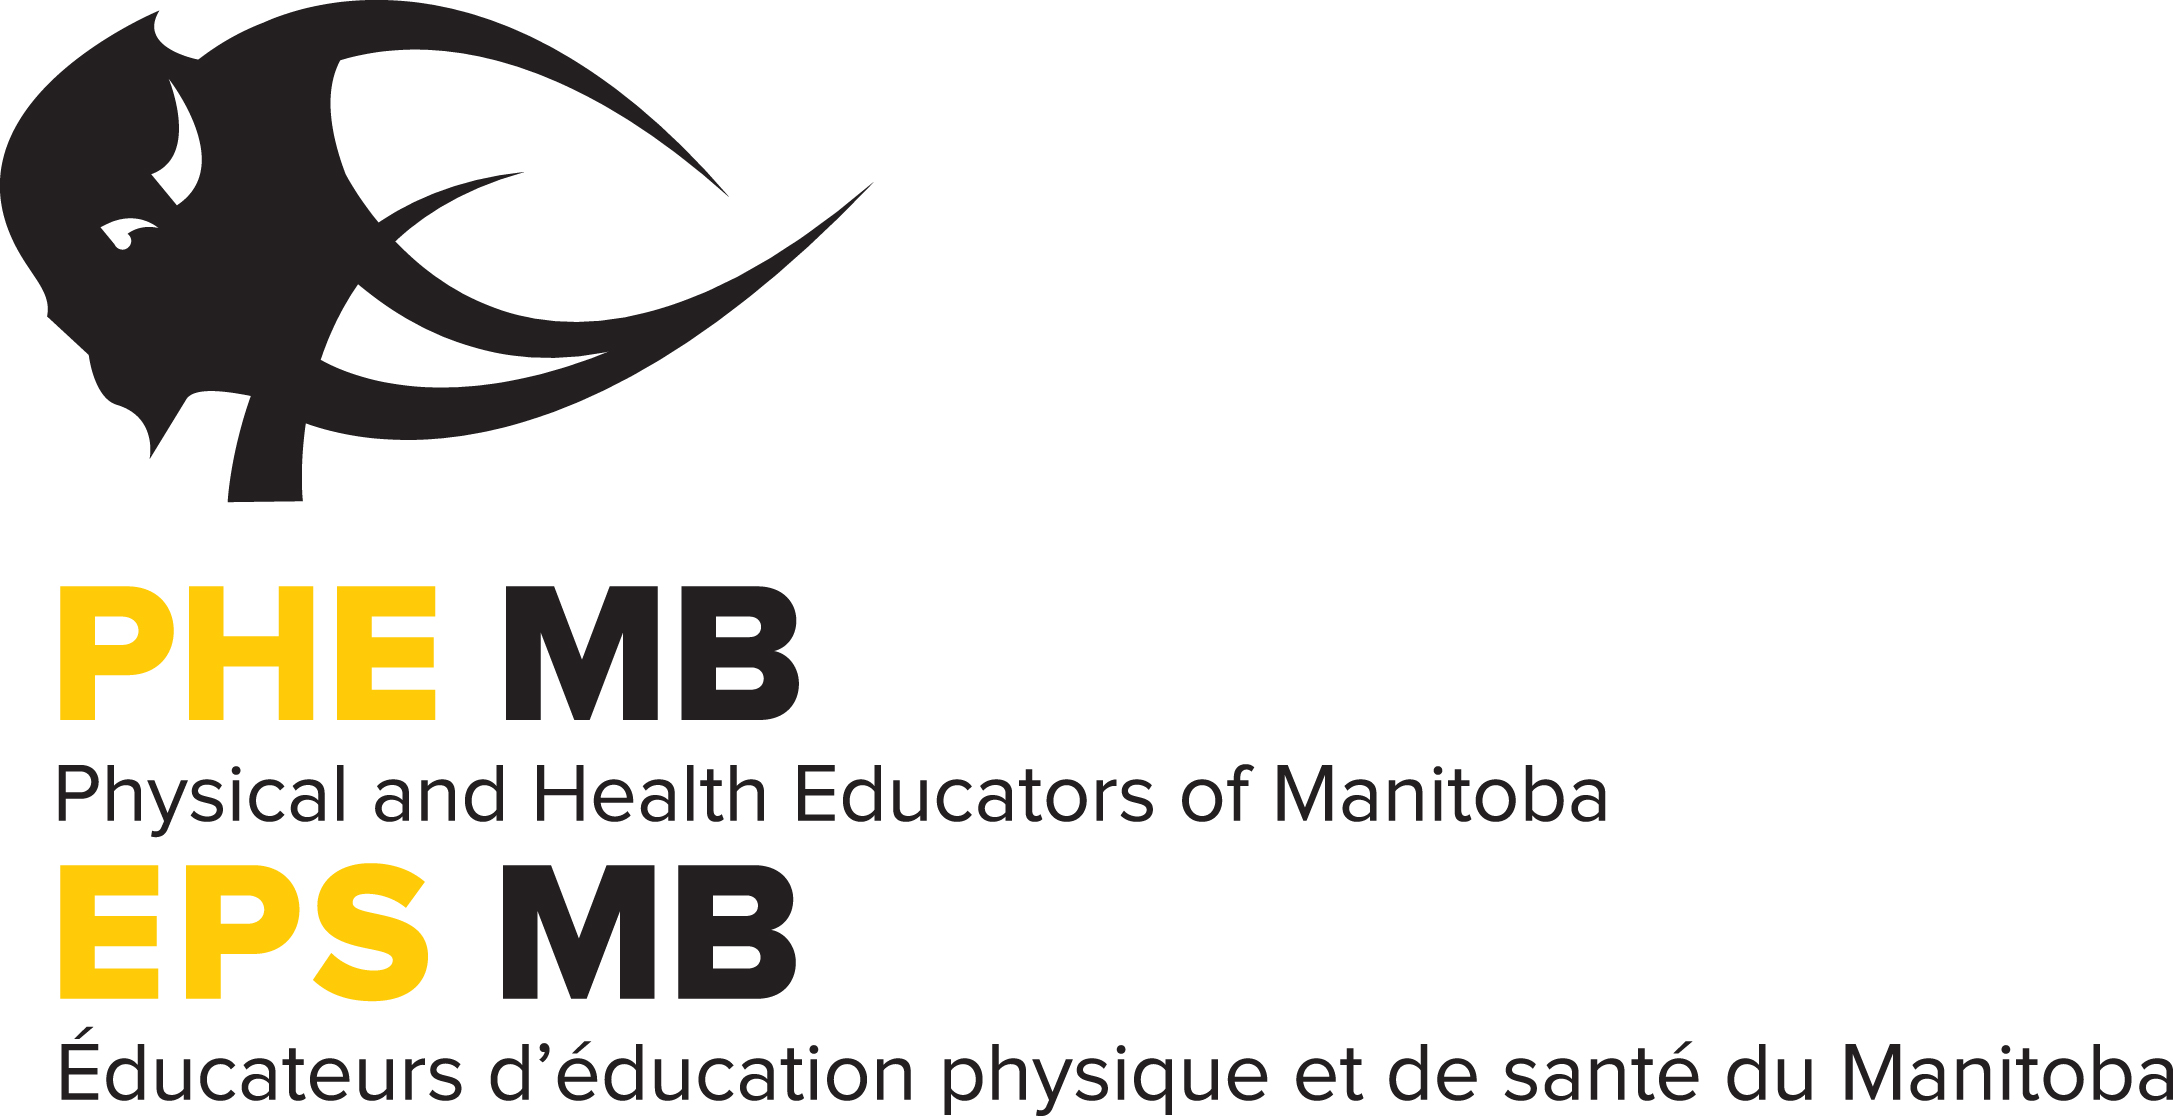 PHE MB
Physical and Health Educators of Manitoba
EPS MB
Éducateurs d’éducation physique et de santé du Manitoba